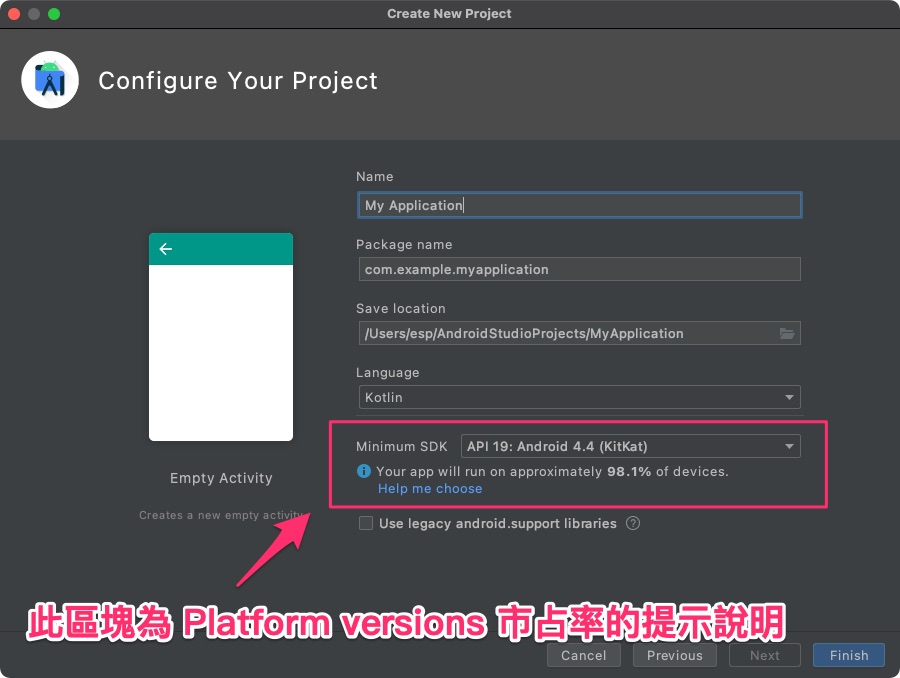 Create New Project
Configure Your Project
Name
My Application
Package name
com.example.myapplication
Save location
/Users/esp/AndroidStudioProjects/MyApplication
Language
Kotlin
Minimum SDK API 19: Android 4.4 (KitKat)
i Your app will run on approximately 98.1% of devices.
Help me choose
Use legacy android.support libraries ?
Empty Activity
Creates a new empty activity
此區塊為 Platform versions 市占率的提示說明
Cancel Previous Next Finish